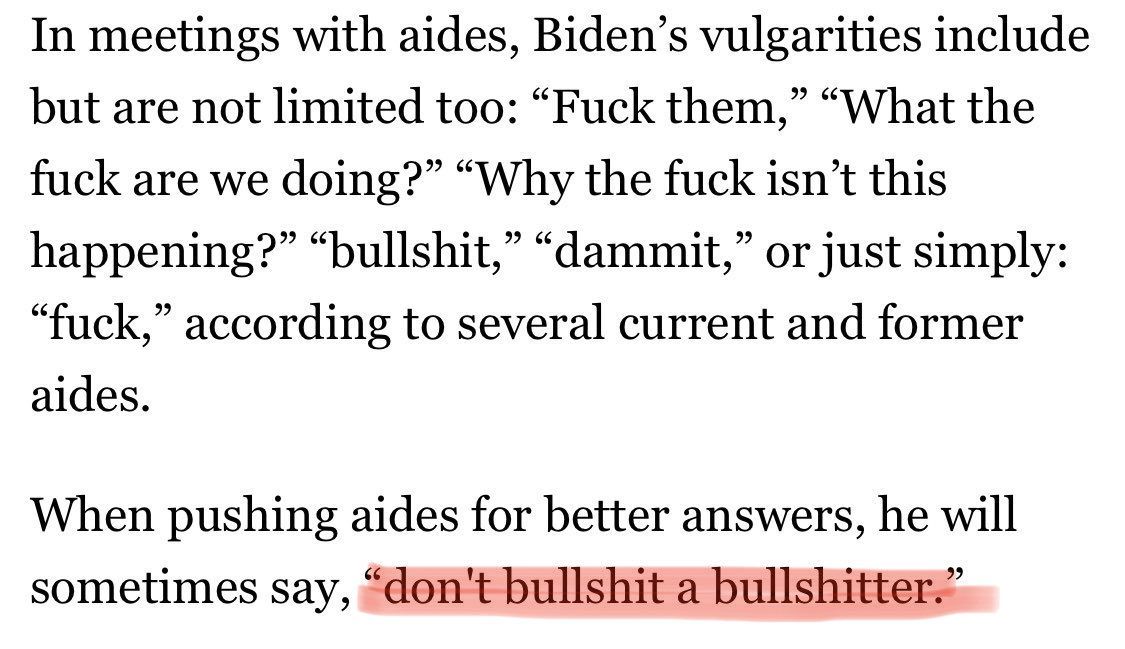 In meetings with aides, Biden’s vulgarities include
but are not limited too: “Fuck them,” “What the
fuck are we doing?” “Why the fuck isn’t this
happening?” “bullshit,” “dammit,” or just simply:
“fuck,” according to several current and former
aides.
When pushing aides for better answers, he will
sometimes say, “don't bullshit a bullshitter.”